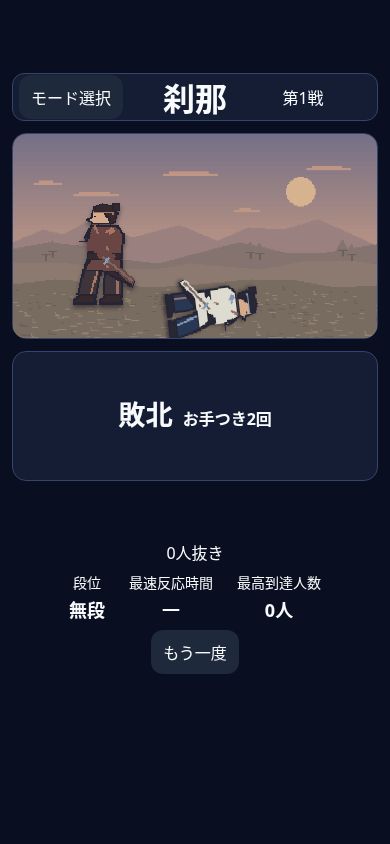 モード選択 刹那 第1戦
敗北 お手つき2回
0人抜き
段位 最速反応時間 最高到達人数
無段 — 0人
もう一度